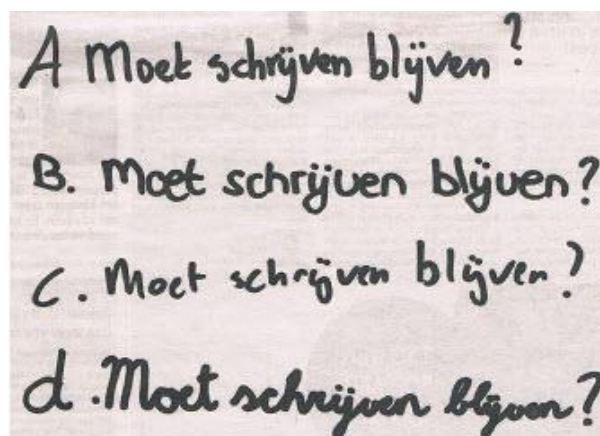 A Moet schrijven blijven?
B. Moet schrijven blijven?
C. Moet schrijven blijven?
d. Moet schrijven blijven?